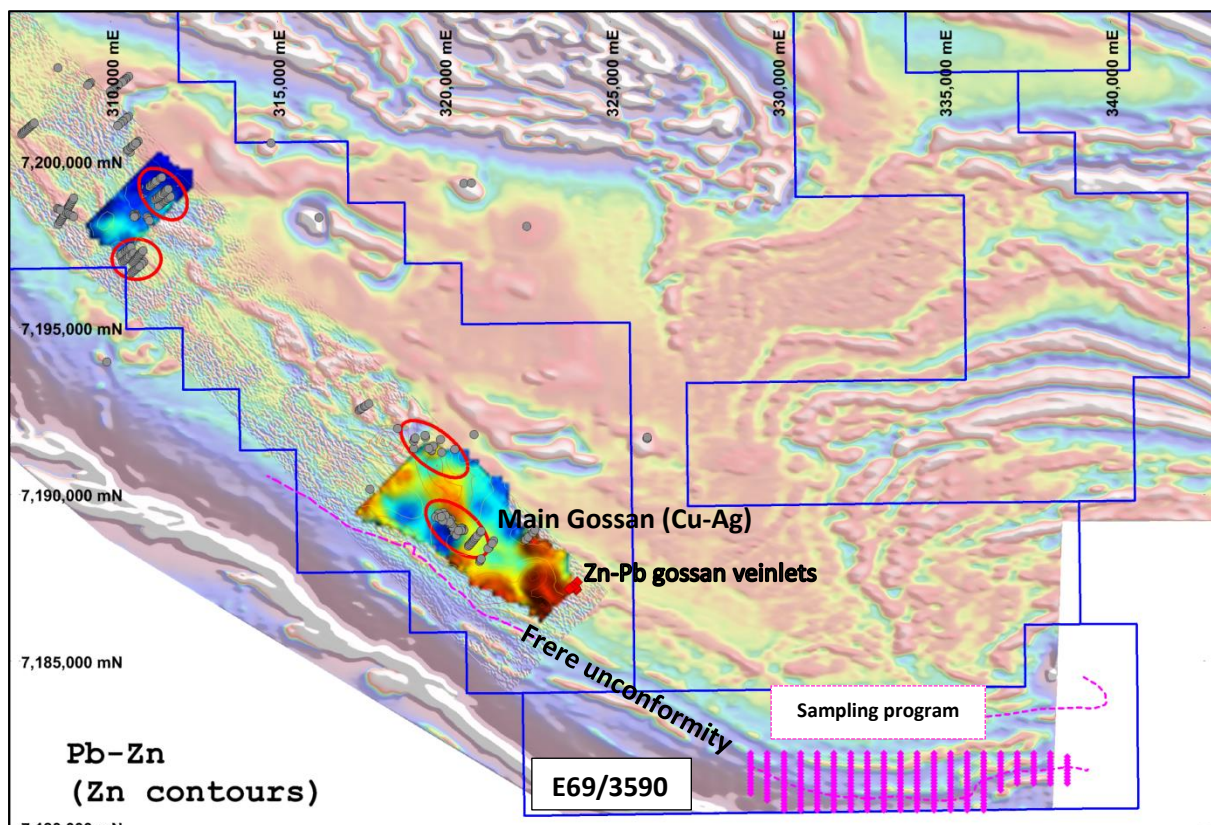 310,000 mE
315,000 mE
320,000 mE
325,000 mE
330,000 mE
335,000 mE
340,000 mE
7,200,000 mN
7,195,000 mN
7,190,000 mN
Main Gossan (Cu-Ag)
Zn-Pb gossan veinlets
7,185,000 mN
Frere unconformity
Sampling program
Pb-Zn
(Zn contours)
E69/3590